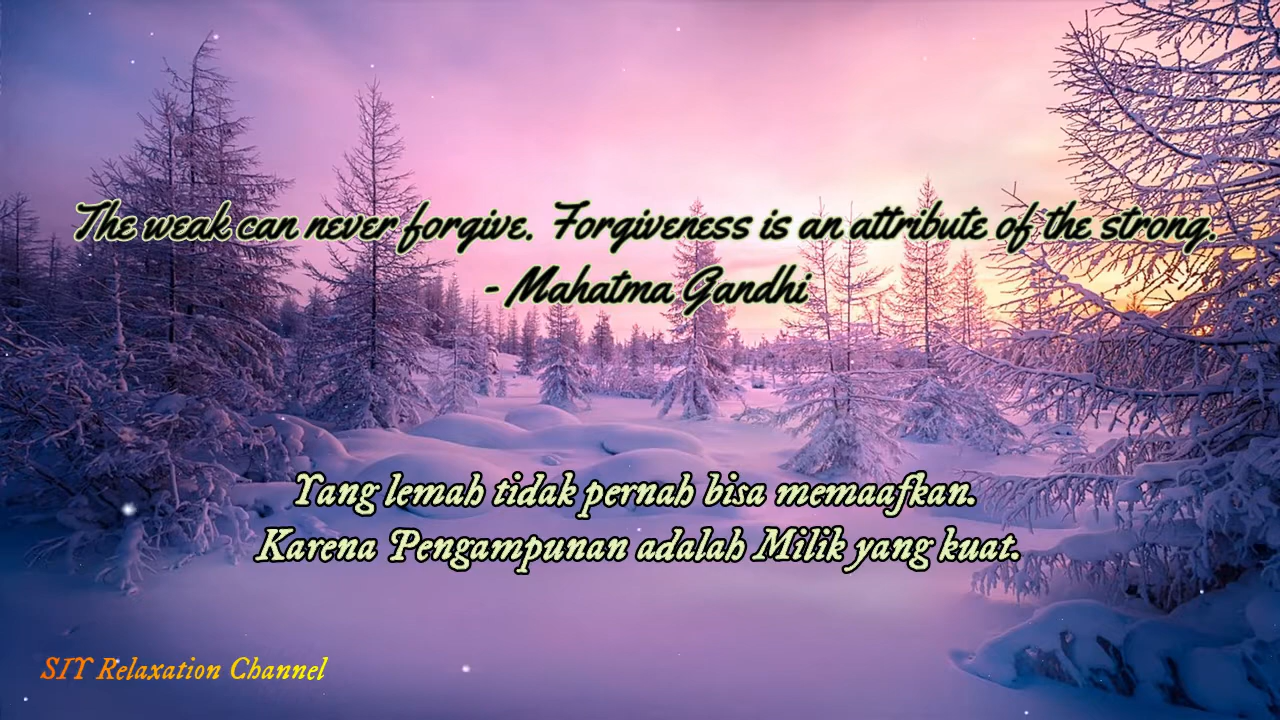 The weak can never forgive. Forgiveness is an attribute of the strong.
- Mahatma Gandhi
Yang lemah tidak pernah bisa memaafkan.
Karena Pengampunan adalah Milik yang kuat.
SIY Relaxation Channel